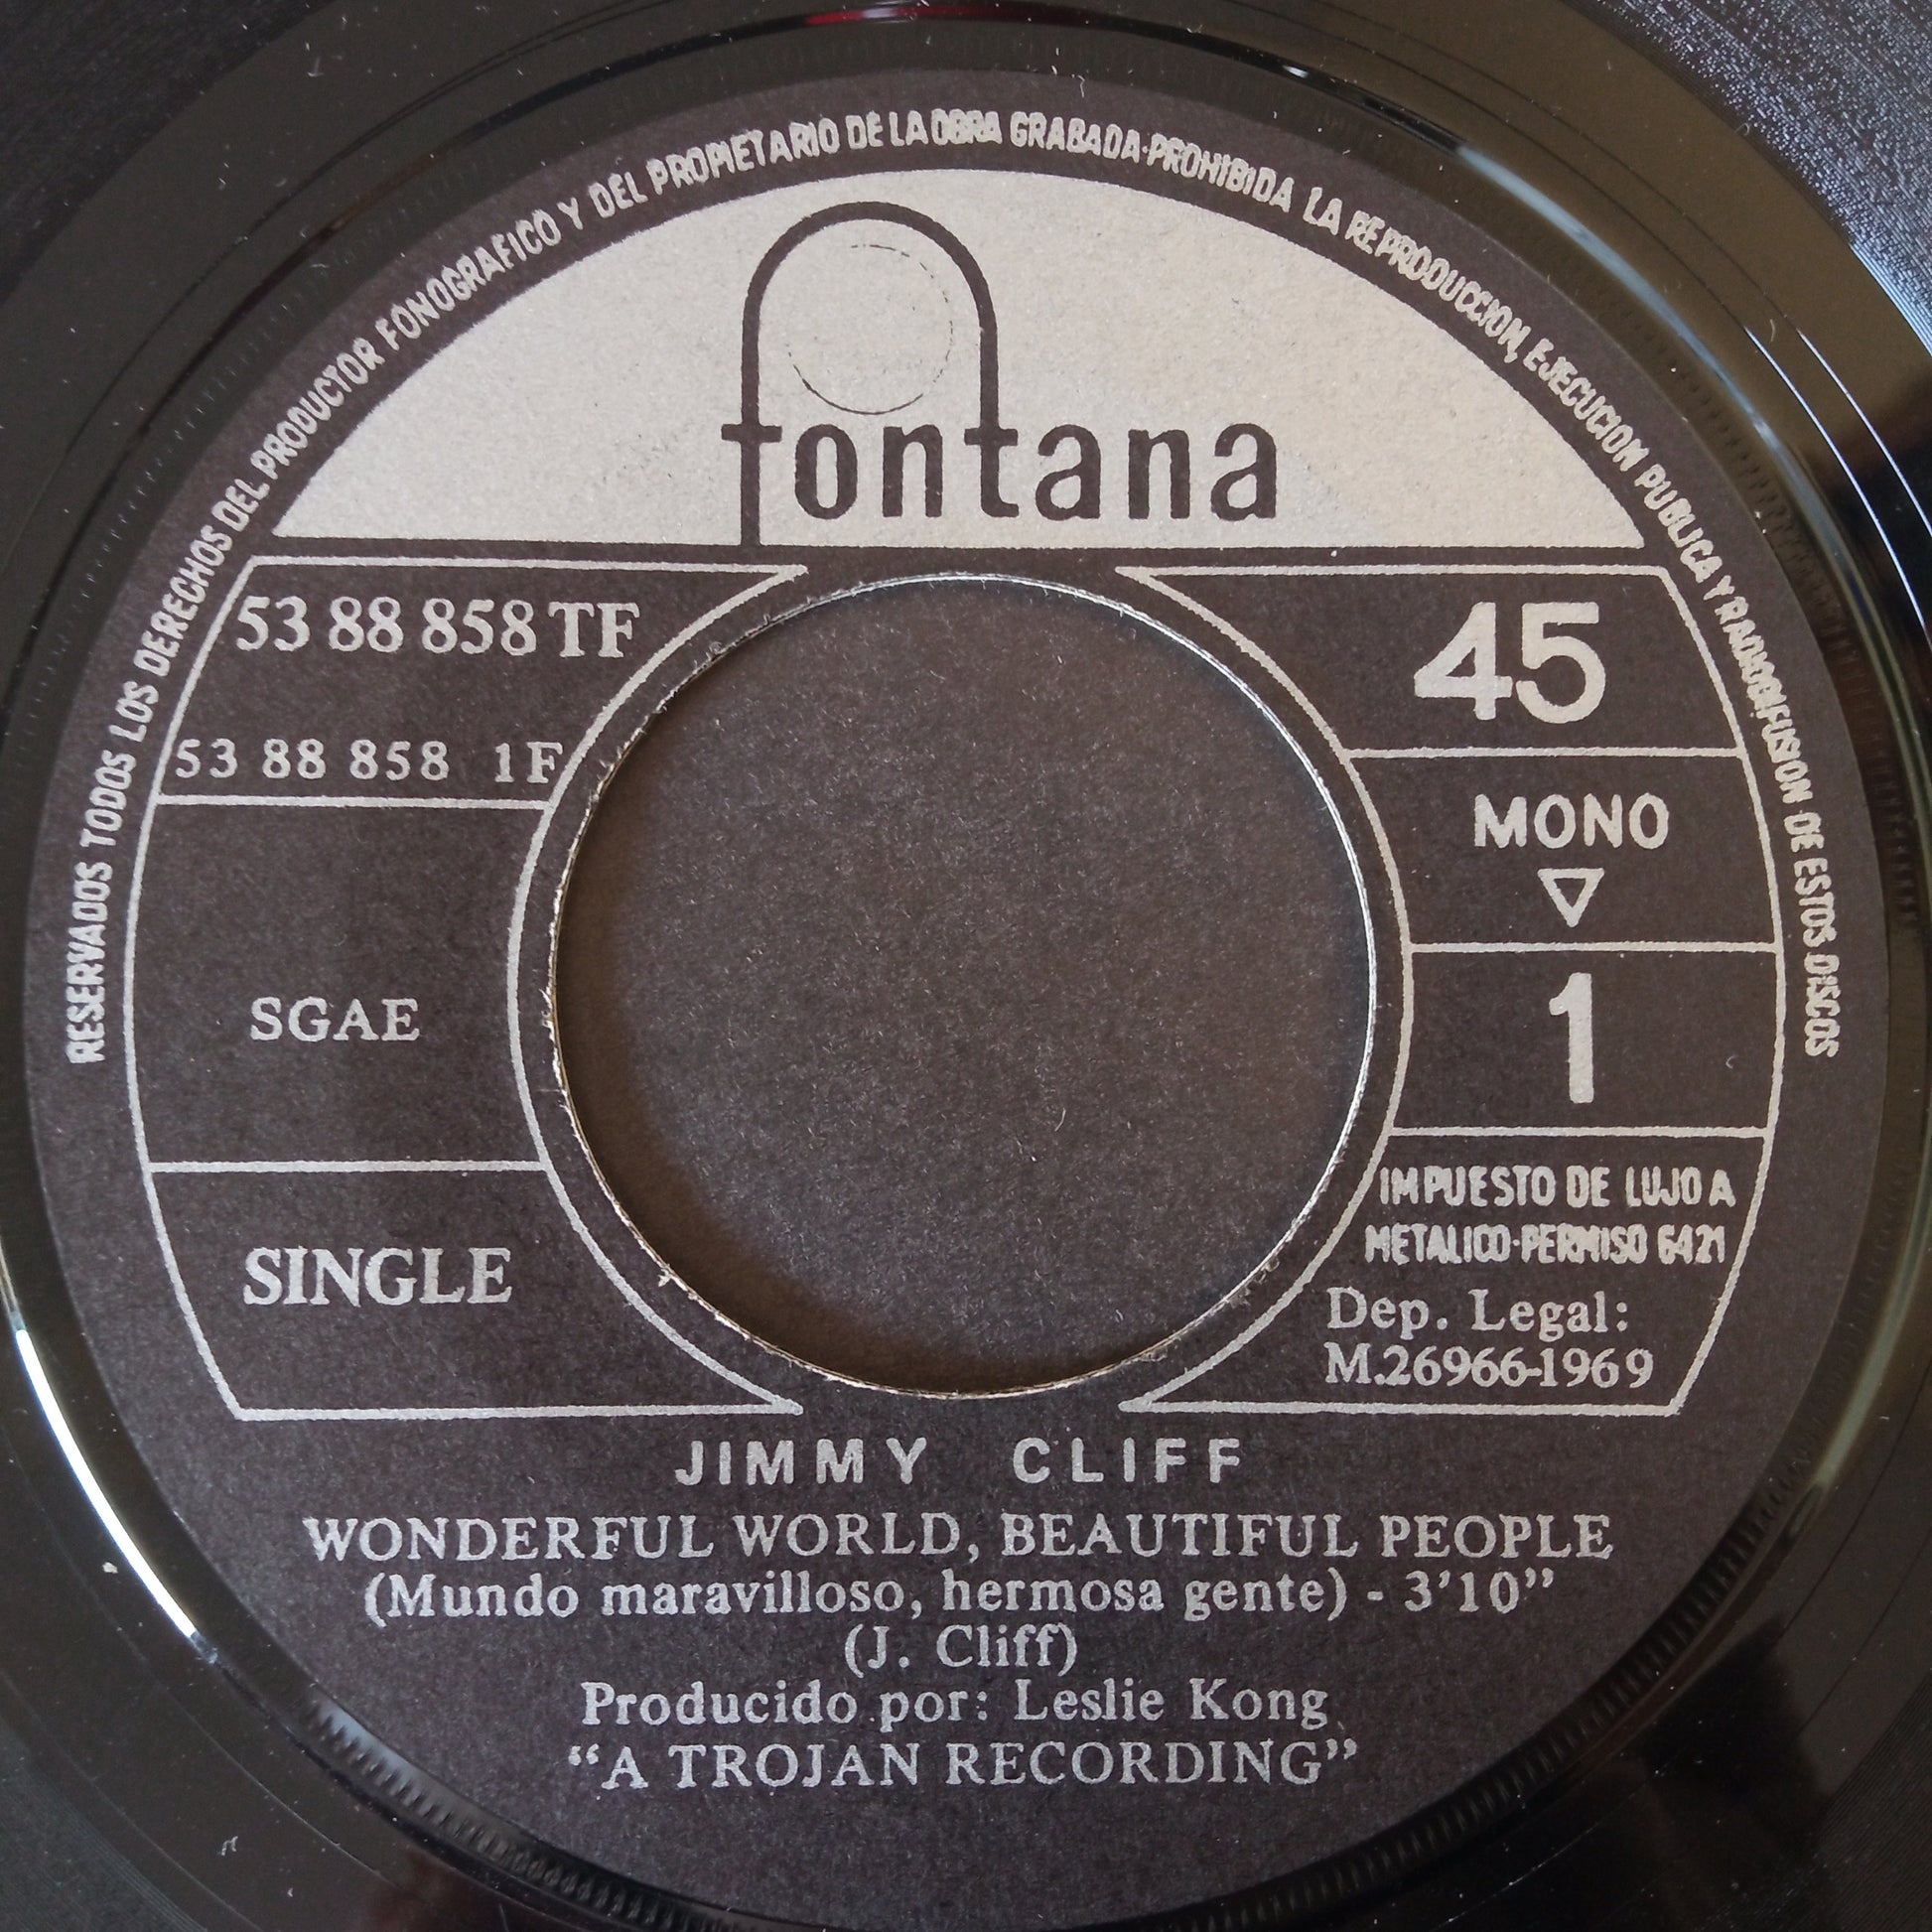 RESERVADOS TODOS LOS DERECHOS DEL PRODUCTOR FONOGRAFICO Y DEL PROPIETARIO DE LA OBRA GRABADA·PROHIBIDA LA REPRODUCCION, EJECUCION PUBLICA Y RADIODIFUSION DE ESTOS DISCOS
fontana
53 88 858 TF
53 88 858 1F
SGAE
SINGLE
45
MONO
1
IMPUESTO DE LUJO A
METALICO-PERMISO 6421
Dep. Legal:
M.26966-1969
JIMMY CLIFF
WONDERFUL WORLD, BEAUTIFUL PEOPLE
(Mundo maravilloso, hermosa gente) - 3'10"
(J. Cliff)
Producido por: Leslie Kong
"A TROJAN RECORDING"